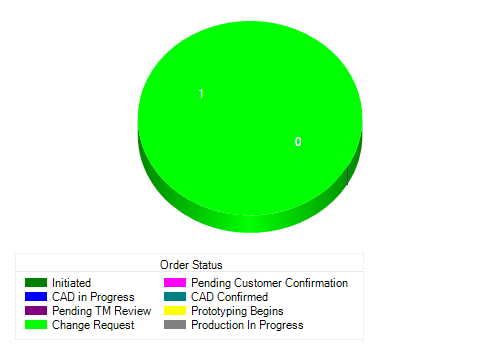 1
0
Order Status
Initiated
Pending Customer Confirmation
CAD in Progress
CAD Confirmed
Pending TM Review
Prototyping Begins
Change Request
Production In Progress